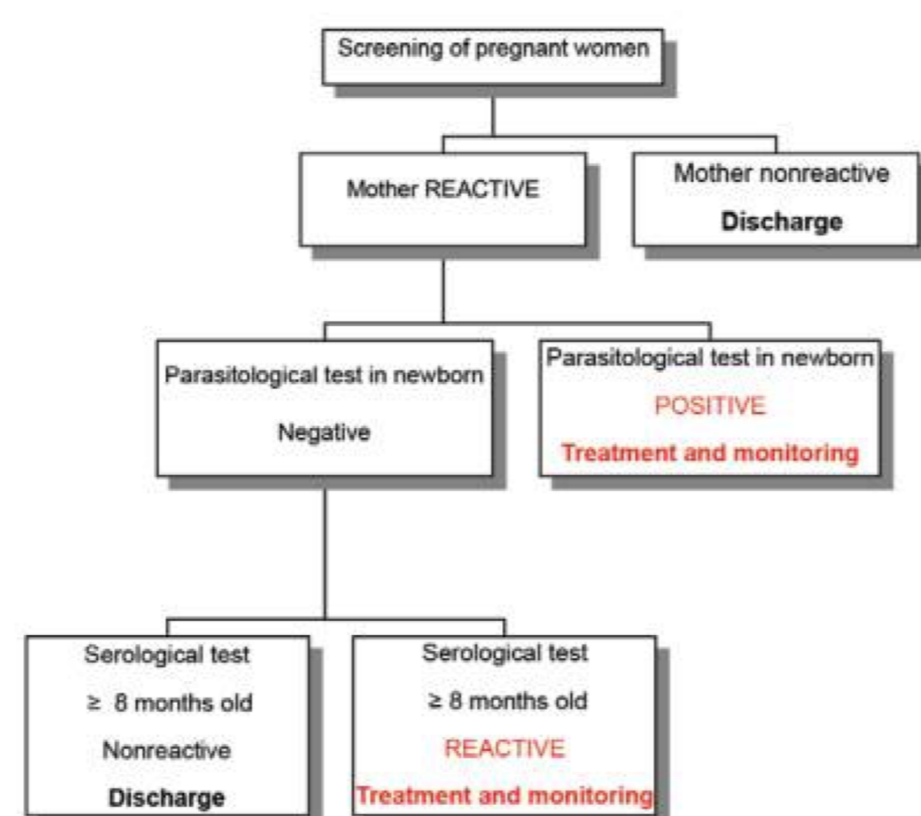 Screening of pregnant women
Mother REACTIVE
Mother nonreactive
Discharge
Parasitological test in newborn
Negative
Parasitological test in newborn
POSITIVE
Treatment and monitoring
Serological test
≥ 8 months old
Nonreactive
Discharge
Serological test
≥ 8 months old
REACTIVE
Treatment and monitoring